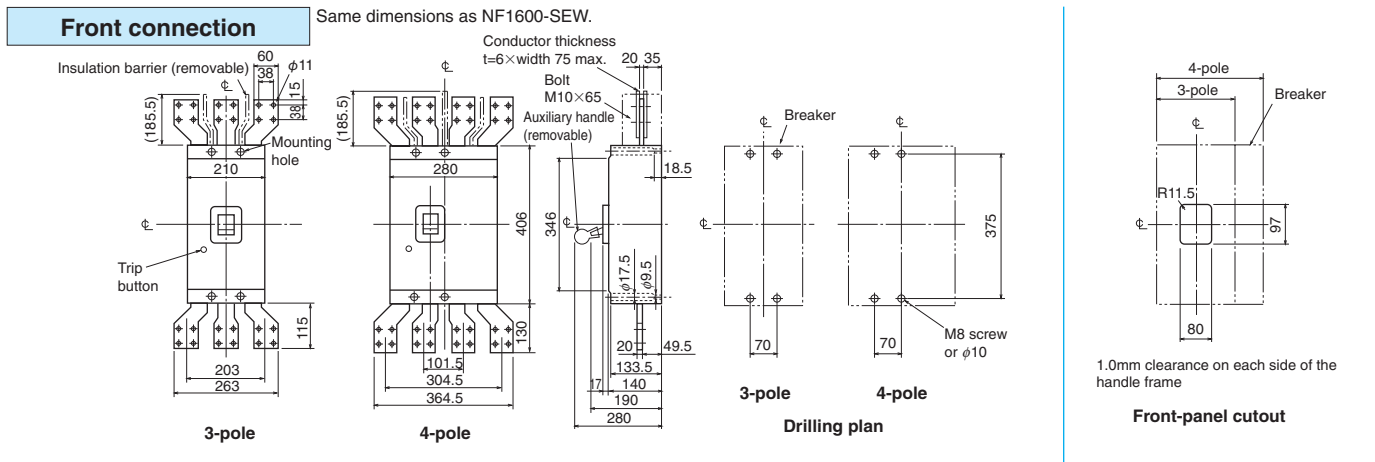 Front connection
Same dimensions as NF1600-SEW.
Insulation barrier (removable)
60
38
φ11
15
38
(185.5)
℄
Mounting
hole
210
℄
Trip
button
115
203
263
3-pole
℄
(185.5)
280
406
130
101.5
304.5
364.5
4-pole
Conductor thickness
t=6×width 75 max.
20
35
Bolt
M10×65
Auxiliary handle
(removable)
18.5
346
℄
φ17.5
φ9.5
20
49.5
133.5
17
140
190
280
℄
Breaker
℄
℄
375
70
70
M8 screw
or φ10
3-pole
4-pole
Drilling plan
4-pole
3-pole
Breaker
℄
R11.5
℄
97
80
1.0mm clearance on each side of the
handle frame
Front-panel cutout